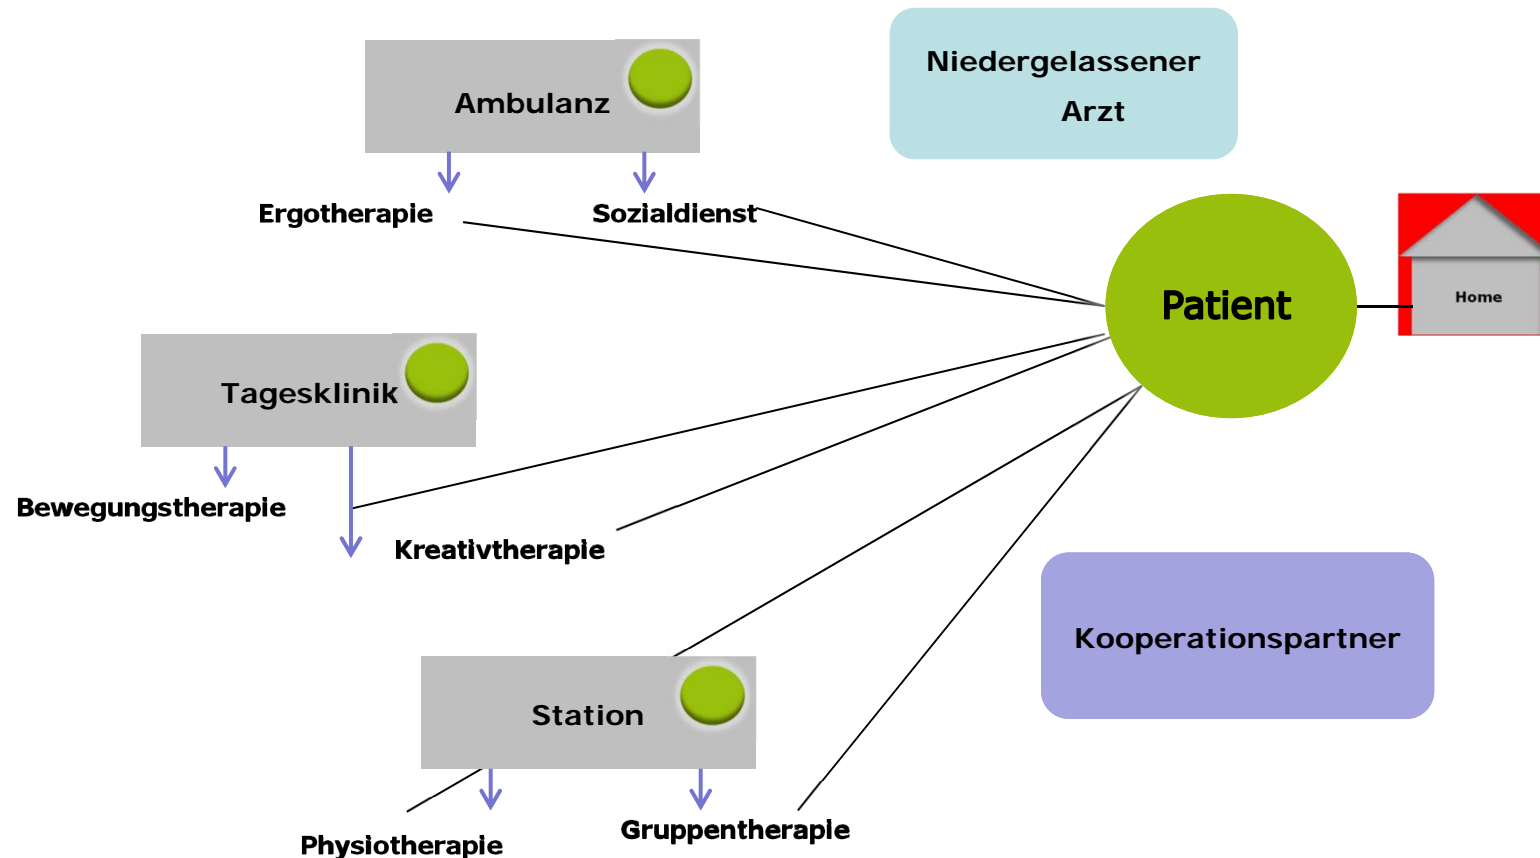 Niedergelassener
Arzt
Ambulanz
Ergotherapie
Sozialdienst
Patient
Home
Tagesklinik
Bewegungstherapie
Kreativtherapie
Kooperationspartner
Station
Gruppentherapie
Physiotherapie